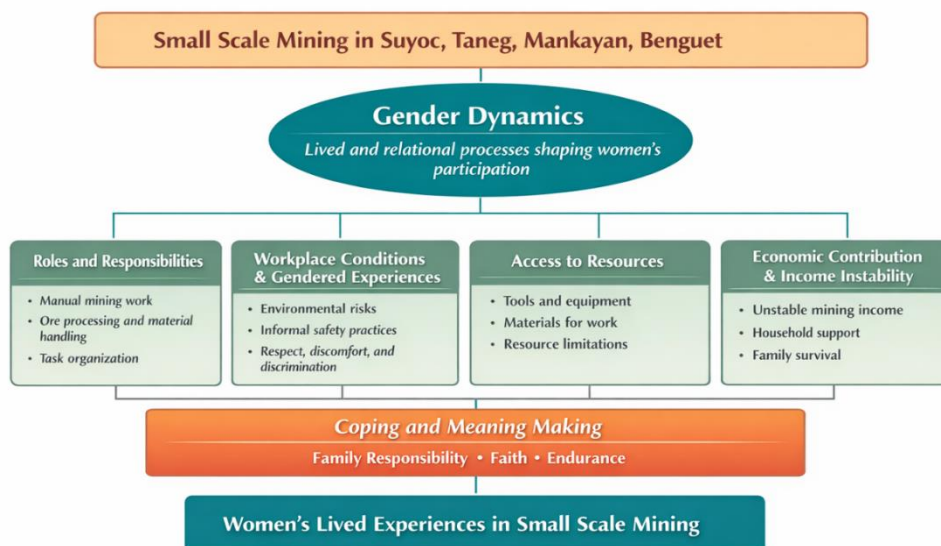 Small Scale Mining in Suyoc, Taneg, Mankayan, Benguet
Gender Dynamics
Lived and relational processes shaping women's
participation
Roles and Responsibilities
• Manual mining work
• Ore processing and material
handling
• Task organization
Workplace Conditions
& Gendered Experiences
• Environmental risks
• Informal safety practices
• Respect, discomfort, and
discrimination
Access to Resources
• Tools and equipment
• Materials for work
• Resource limitations
Economic Contribution
& Income Instability
• Unstable mining income
• Household support
• Family survival
Coping and Meaning Making
Family Responsibility • Faith • Endurance
Women's Lived Experiences in Small Scale Mining